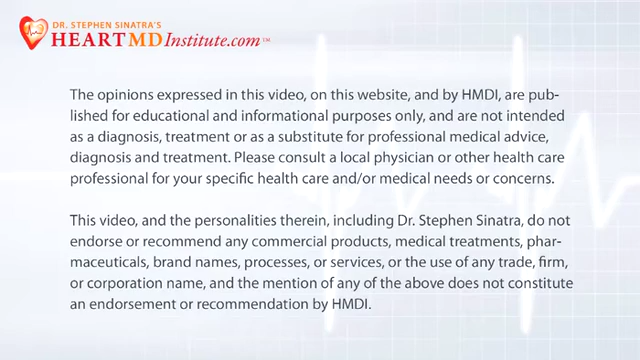 DR. STEPHEN SINATRA'S
HEARTMDInstitute.com™
The opinions expressed in this video, on this website, and by HMDI, are pub-
lished for educational and informational purposes only, and are not intended
as a diagnosis, treatment or as a substitute for professional medical advice,
diagnosis and treatment. Please consult a local physician or other health care
professional for your specific health care and/or medical needs or concerns.
This video, and the personalities therein, including Dr. Stephen Sinatra, do not
endorse or recommend any commercial products, medical treatments, phar-
maceuticals, brand names, processes, or services, or the use of any trade, firm,
or corporation name, and the mention of any of the above does not constitute
an endorsement or recommendation by HMDI.